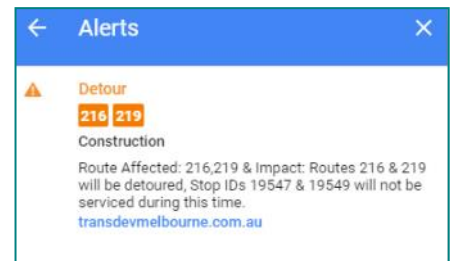 Alerts
Detour
216 219
Construction
Route Affected: 216,219 & Impact: Routes 216 & 219
will be detoured, Stop IDs 19547 & 19549 will not be
serviced during this time.
transdevmelbourne.com.au